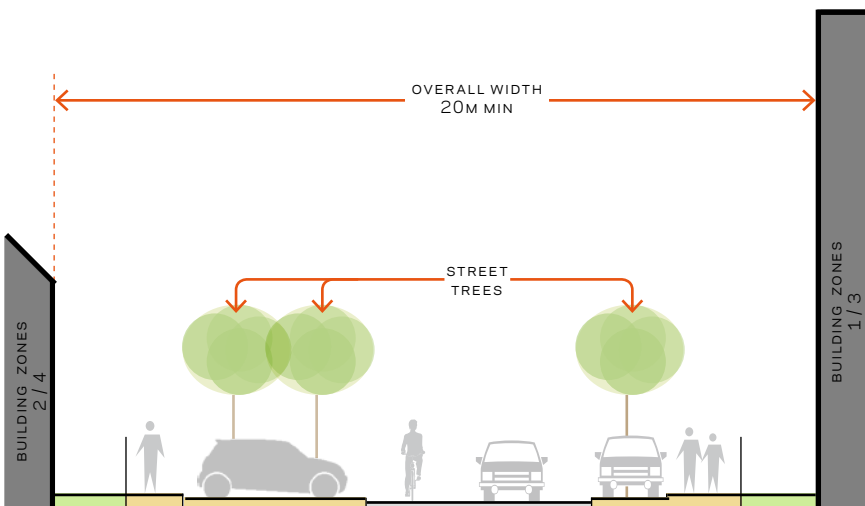 OVERALL WIDTH
20M MIN
STREET
TREES
BUILDING ZONES
2 / 4
BUILDING ZONES
1 / 3